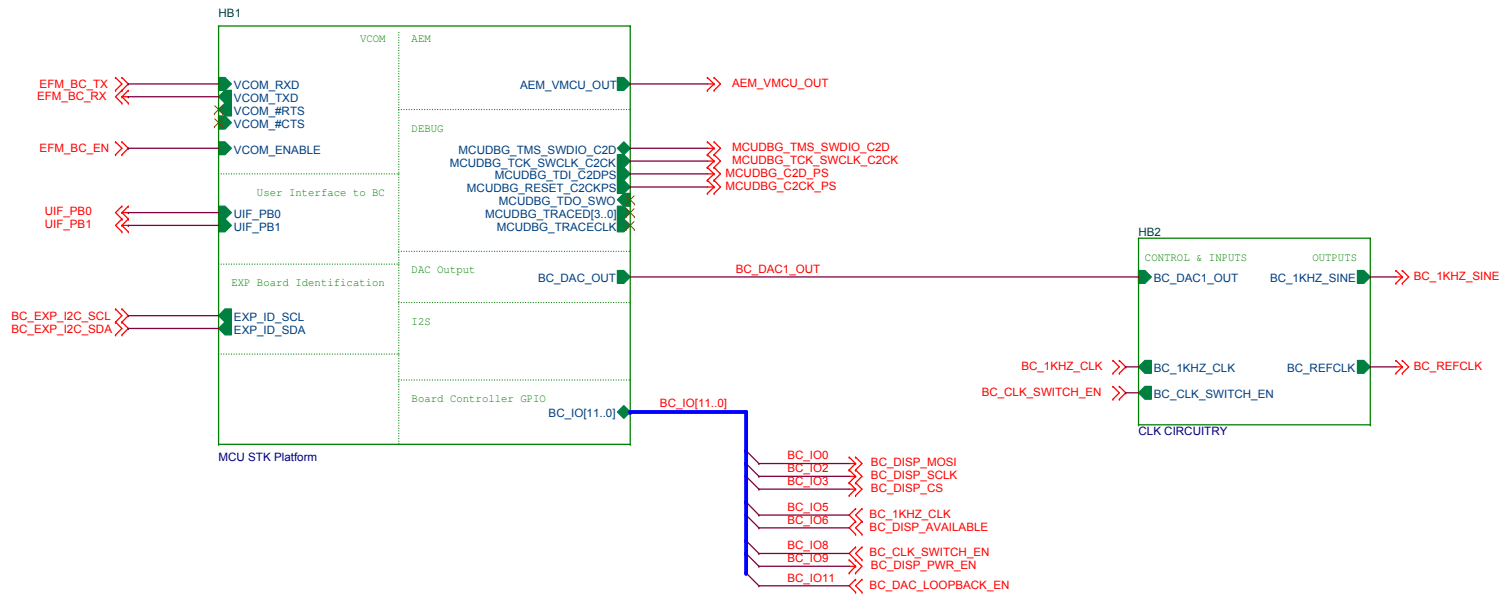 HB1
VCOM
AEM
EFM_BC_TX
VCOM_RXD
AEM_VMCU_OUT
AEM_VMCU_OUT
EFM_BC_RX
VCOM_TXD
VCOM_#RTS
VCOM_#CTS
DEBUG
EFM_BC_EN
VCOM_ENABLE
MCUDBG_TMS_SWDIO_C2D
MCUDBG_TMS_SWDIO_C2D
MCUDBG_TCK_SWCLK_C2CK
MCUDBG_TCK_SWCLK_C2CK
MCUDBG_TDI_C2DPS
MCUDBG_C2D_PS
MCUDBG_RESET_C2CKPS
MCUDBG_C2CK_PS
User Interface to BC
MCUDBG_TDO_SWO
UIF_PB0
UIF_PB0
MCUDBG_TRACED[3..0]
UIF_PB1
UIF_PB1
MCUDBG_TRACECLK
HB2
CONTROL & INPUTS
OUTPUTS
DAC Output
BC_DAC_OUT
BC_DAC1_OUT
BC_DAC1_OUT
BC_1KHZ_SINE
BC_1KHZ_SINE
EXP Board Identification
BC_EXP_I2C_SCL
EXP_ID_SCL
BC_EXP_I2C_SDA
EXP_ID_SDA
I2S
BC_1KHZ_CLK
BC_1KHZ_CLK
BC_REFCLK
BC_REFCLK
BC_CLK_SWITCH_EN
BC_CLK_SWITCH_EN
Board Controller GPIO
BC_IO[11..0]
BC_IO[11..0]
CLK CIRCUITRY
MCU STK Platform
BC_IO0
BC_DISP_MOSI
BC_IO2
BC_DISP_SCLK
BC_IO3
BC_DISP_CS
BC_IO5
BC_1KHZ_CLK
BC_IO6
BC_DISP_AVAILABLE
BC_IO8
BC_CLK_SWITCH_EN
BC_IO9
BC_DISP_PWR_EN
BC_IO11
BC_DAC_LOOPBACK_EN